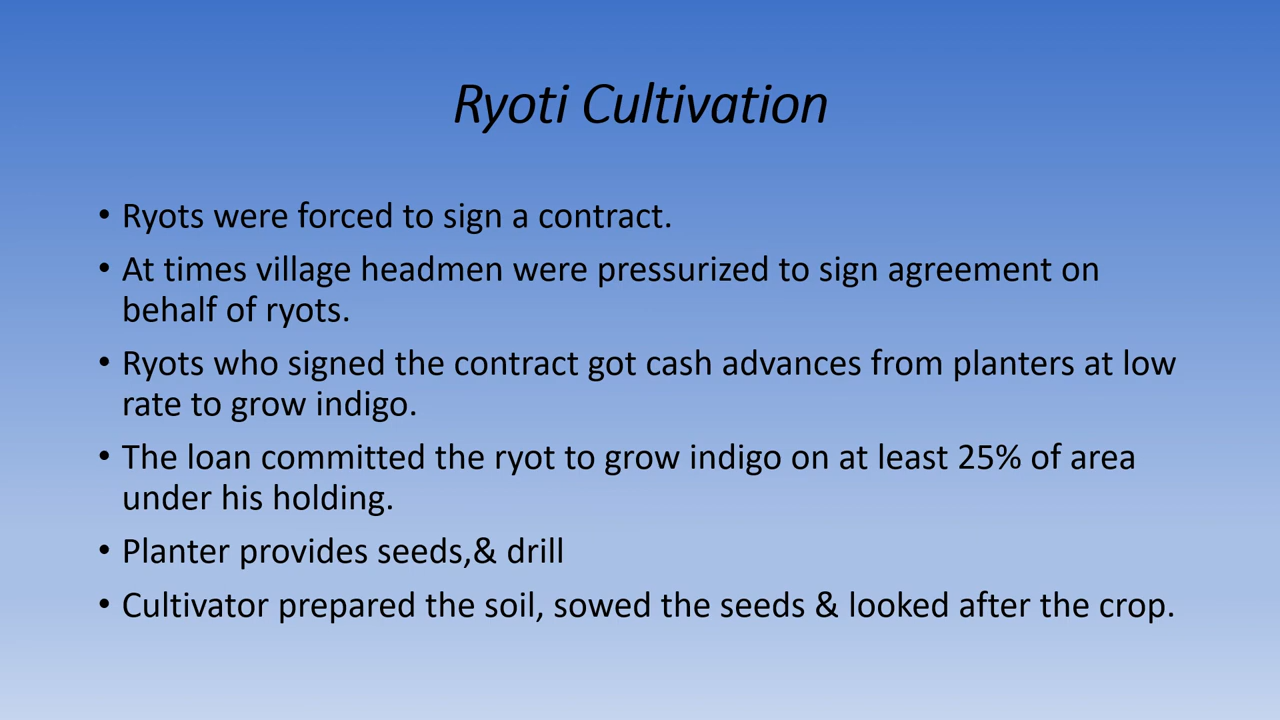 Ryoti Cultivation
• Ryots were forced to sign a contract.
• At times village headmen were pressurized to sign agreement on
behalf of ryots.
• Ryots who signed the contract got cash advances from planters at low
rate to grow indigo.
• The loan committed the ryot to grow indigo on at least 25% of area
under his holding.
• Planter provides seeds,& drill
• Cultivator prepared the soil, sowed the seeds & looked after the crop.